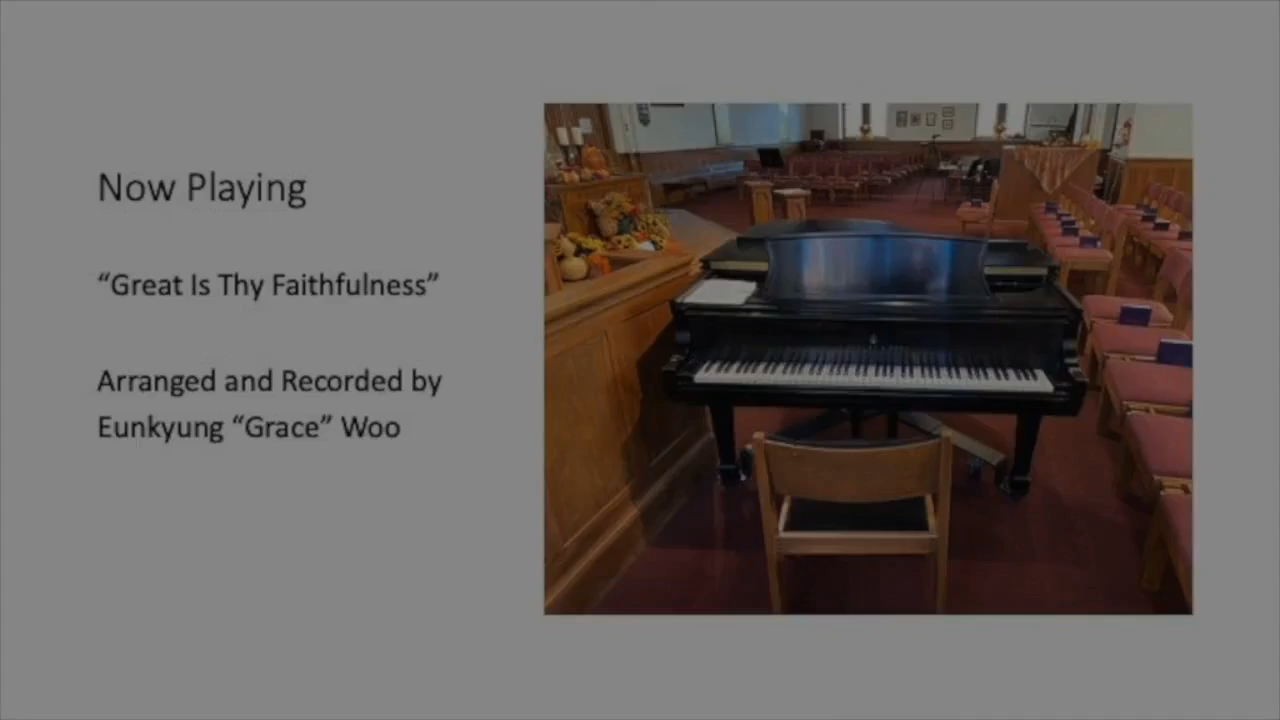 Now Playing
“Great Is Thy Faithfulness”
Arranged and Recorded by
Eunkyung “Grace” Woo